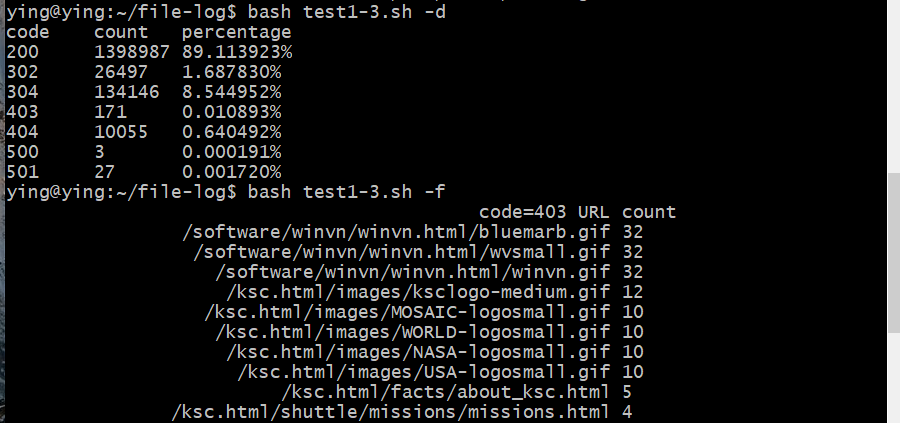 ying@ying:~/file-log$ bash test1-3.sh -d
code count percentage
200 1398987 89.113923%
302 26497 1.687830%
304 134146 8.544952%
403 171 0.010893%
404 10055 0.640492%
500 3 0.000191%
501 27 0.001720%
ying@ying:~/file-log$ bash test1-3.sh -f
code=403 URL count
/software/winvn/winvn.html/bluemarb.gif 32
/software/winvn/winvn.html/wvsmall.gif 32
/software/winvn/winvn.html/winvn.gif 32
/ksc.html/images/ksclogo-medium.gif 12
/ksc.html/images/MOSAIC-logosmall.gif 10
/ksc.html/images/WORLD-logosmall.gif 10
/ksc.html/images/NASA-logosmall.gif 10
/ksc.html/images/USA-logosmall.gif 10
/ksc.html/facts/about_ksc.html 5
/ksc.html/shuttle/missions/missions.html 4